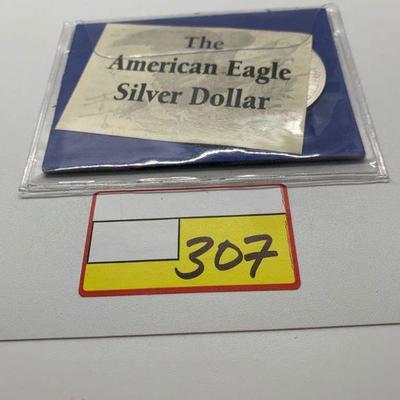 The
American Eagle
Silver Dollar
307